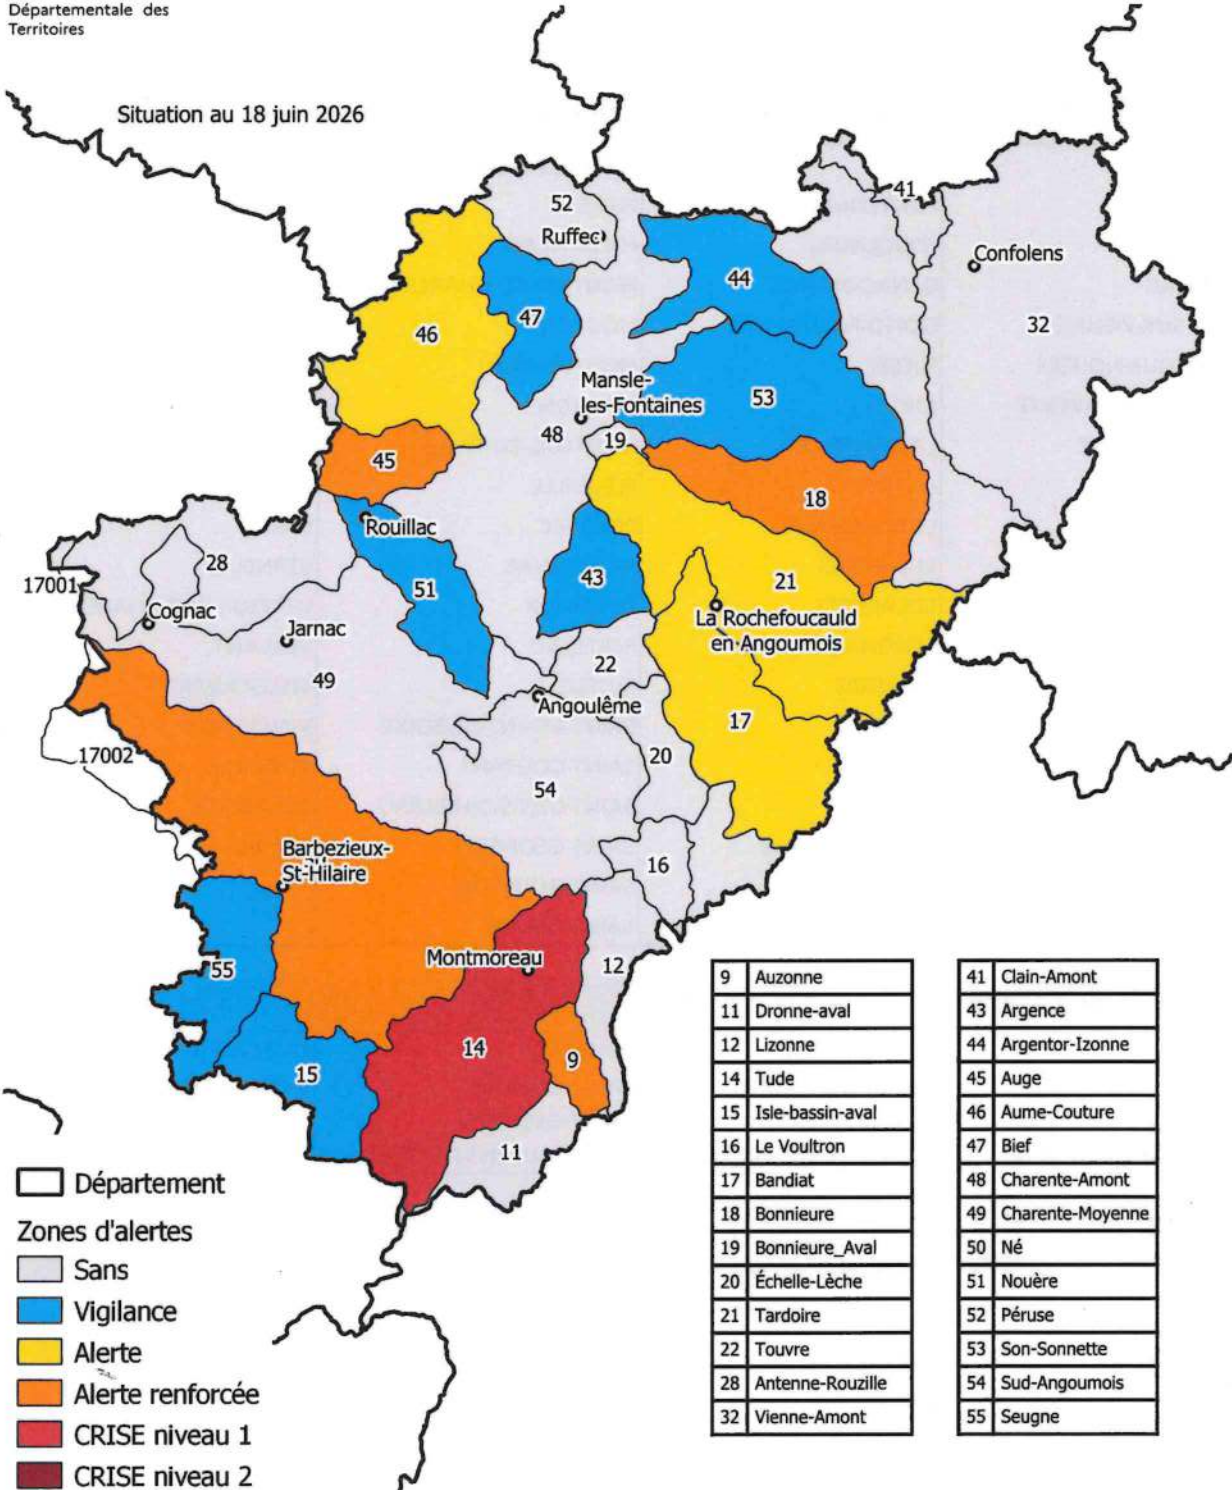 Départementale des
Territoires
Situation au 18 juin 2026
41
52
Ruffec
Confolens
44
32
47
46
Mansle-
les-Fontaines
53
48
19
45
18
Rouillac
28
17001
43
21
51
Cognac
La Rochefoucauld
en Angoumois
Jarnac
22
49
Angoulême
17
17002
20
54
Barbezieux-
St-Hilaire
16
Montmoreau
12
55
14
9
15
11
9 Auzonne
11 Dronne-aval
12 Lizonne
14 Tude
15 Isle-bassin-aval
16 Le Voultron
17 Bandiat
18 Bonnieure
19 Bonnieure_Aval
20 Échelle-Lèche
21 Tardoire
22 Touvre
28 Antenne-Rouzille
32 Vienne-Amont
41 Clain-Amont
43 Argence
44 Argentor-Izonne
45 Auge
46 Aume-Couture
47 Bief
48 Charente-Amont
49 Charente-Moyenne
50 Né
51 Nouère
52 Péruse
53 Son-Sonnette
54 Sud-Angoumois
55 Seugne
Département
Zones d'alertes
Sans
Vigilance
Alerte
Alerte renforcée
CRISE niveau 1
CRISE niveau 2